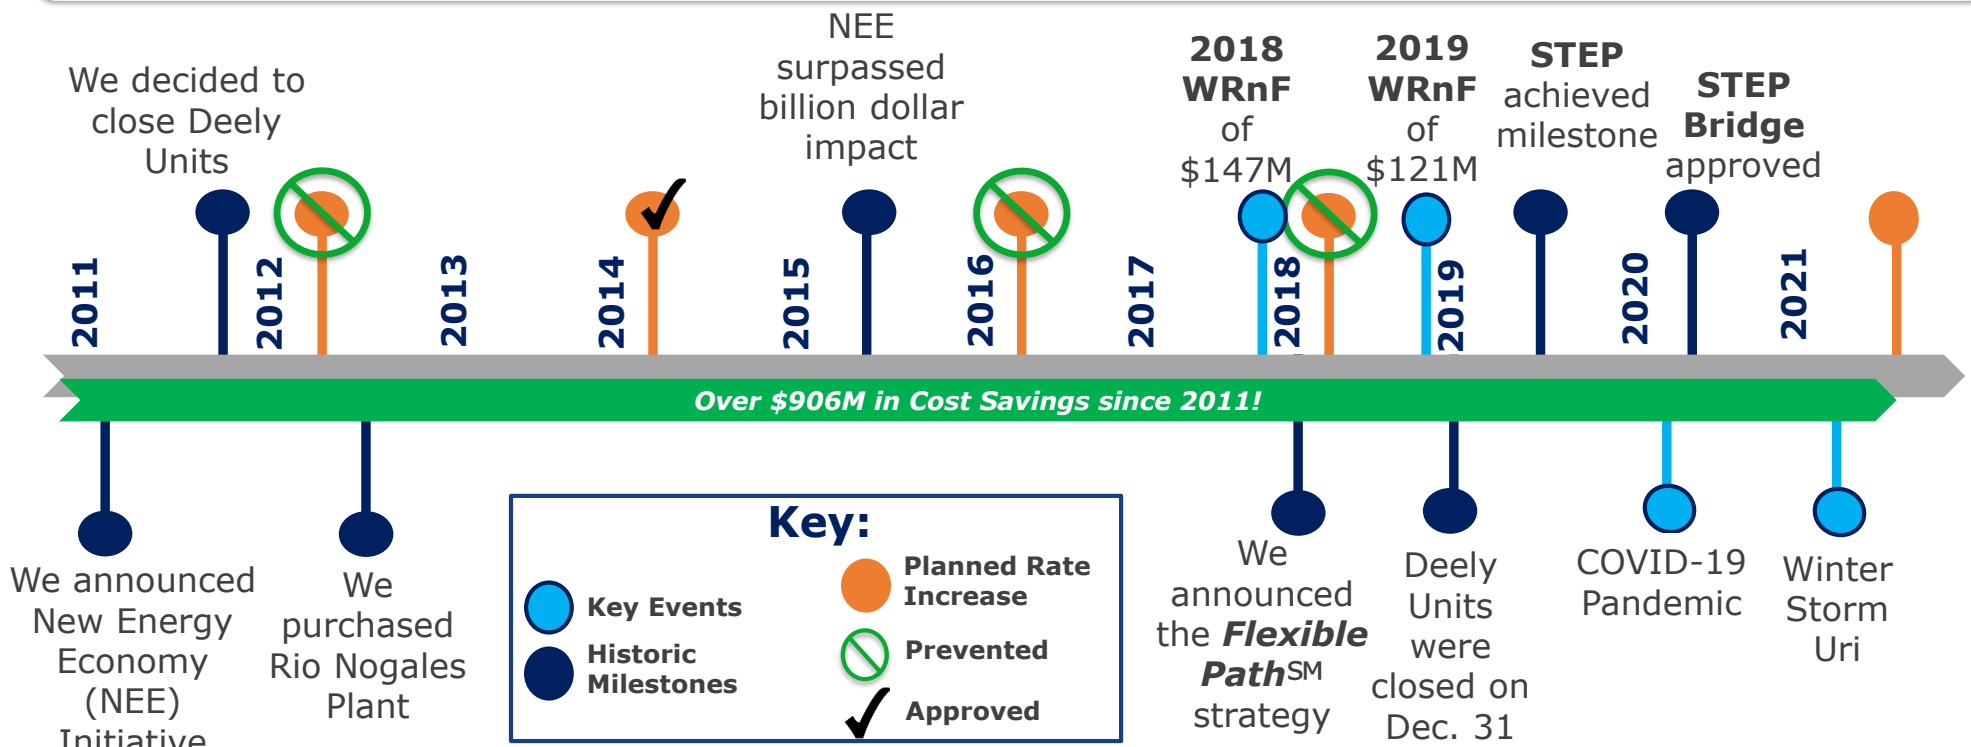 We decided to
close Deely
Units
NEE
surpassed
billion dollar
impact
2018
WRnF
of
$147M
2019
WRnF
of
$121M
STEP
achieved
milestone
STEP
Bridge
approved
2011
2012
2013
2014
2015
2016
2017
2018
2019
2020
2021
Over $906M in Cost Savings since 2011!
We announced
New Energy
Economy
(NEE)
Initiative
We
purchased
Rio Nogales
Plant
Key:
Key Events
Historic
Milestones
Planned Rate
Increase
Prevented
Approved
We
announced
the Flexible
Path℠
strategy
Deely
Units
were
closed on
Dec. 31
COVID-19
Pandemic
Winter
Storm
Uri